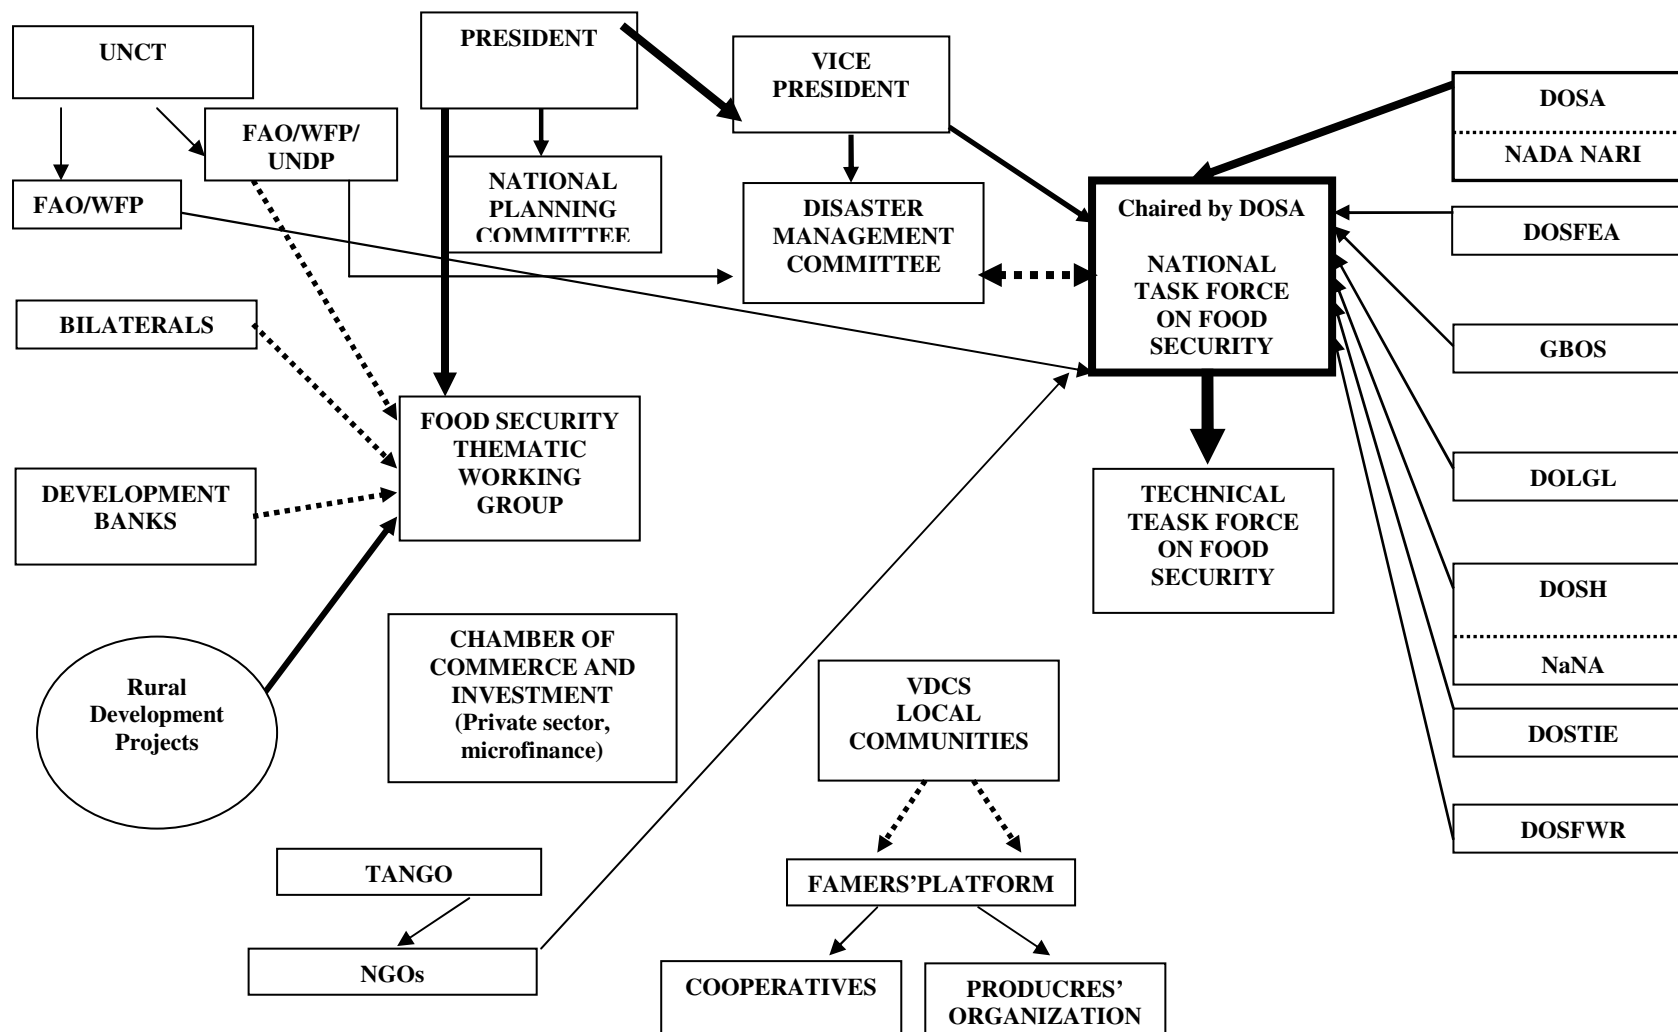 UNCT
PRESIDENT
VICE
PRESIDENT
DOSA
NADA NARI
FAO/WFP/
UNDP
FAO/WFP
NATIONAL
PLANNING
COMMITTEE
DISASTER
MANAGEMENT
COMMITTEE
Chaired by DOSA
NATIONAL
TASK FORCE
ON FOOD
SECURITY
DOSFEA
BILATERALS
GBOS
FOOD SECURITY
THEMATIC
WORKING
GROUP
DEVELOPMENT
BANKS
TECHNICAL
TEASK FORCE
ON FOOD
SECURITY
DOLGL
DOSH
NaNA
Rural
Development
Projects
CHAMBER OF
COMMERCE AND
INVESTMENT
(Private sector,
microfinance)
VDCS
LOCAL
COMMUNITIES
DOSTIE
DOSFWR
TANGO
FAMERS’PLATFORM
NGOs
COOPERATIVES
PRODUCRES’
ORGANIZATION